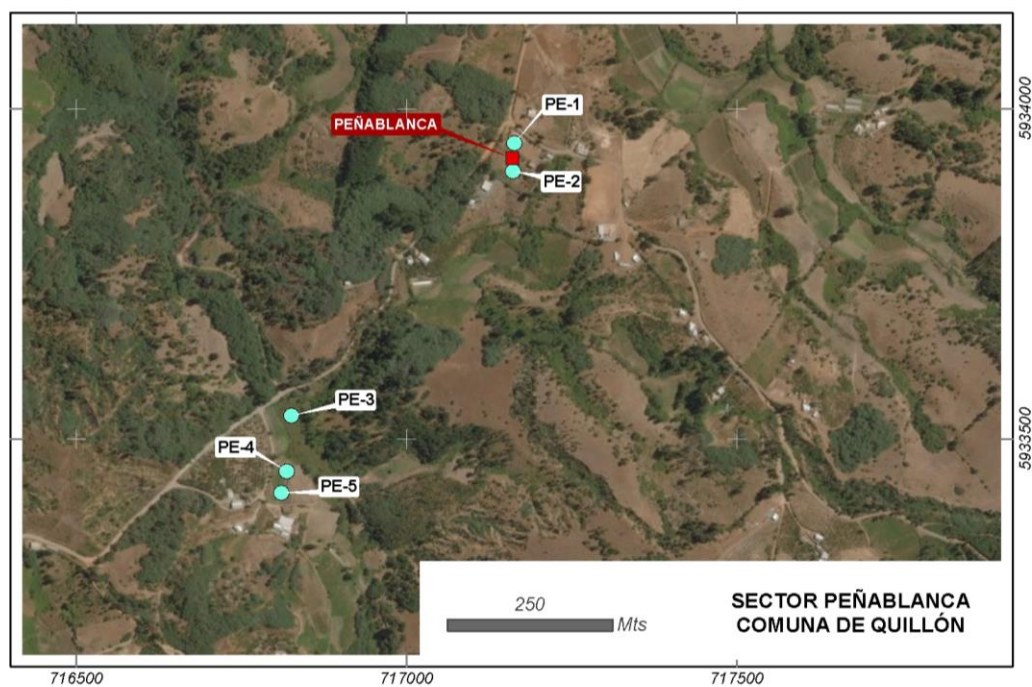 PE-1
PEÑABLANCA
PE-2
5934000
PE-3
PE-4
PE-5
5933500
250
Mts
SECTOR PEÑABLANCA
COMUNA DE QUILLÓN
716500
717000
717500